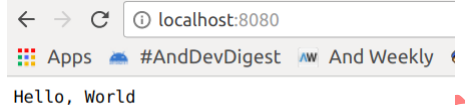 localhost:8080
Apps #AndDevDigest AW And Weekly
Hello, World